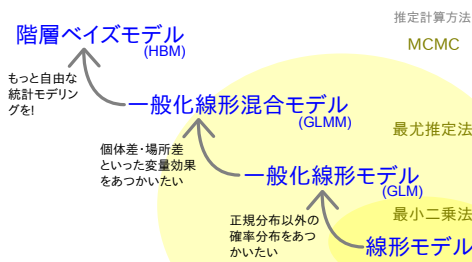 推定計算方法
階層ベイズモデル
(HBM)
MCMC
もっと自由な
統計モデリン
グを!
一般化線形混合モデル
(GLMM)
最尤推定法
個体差・場所差
といった変量効果
をあつかいたい
一般化線形モデル
(GLM)
最小二乗法
正規分布以外の
確率分布をあつ
かいたい
線形モデル